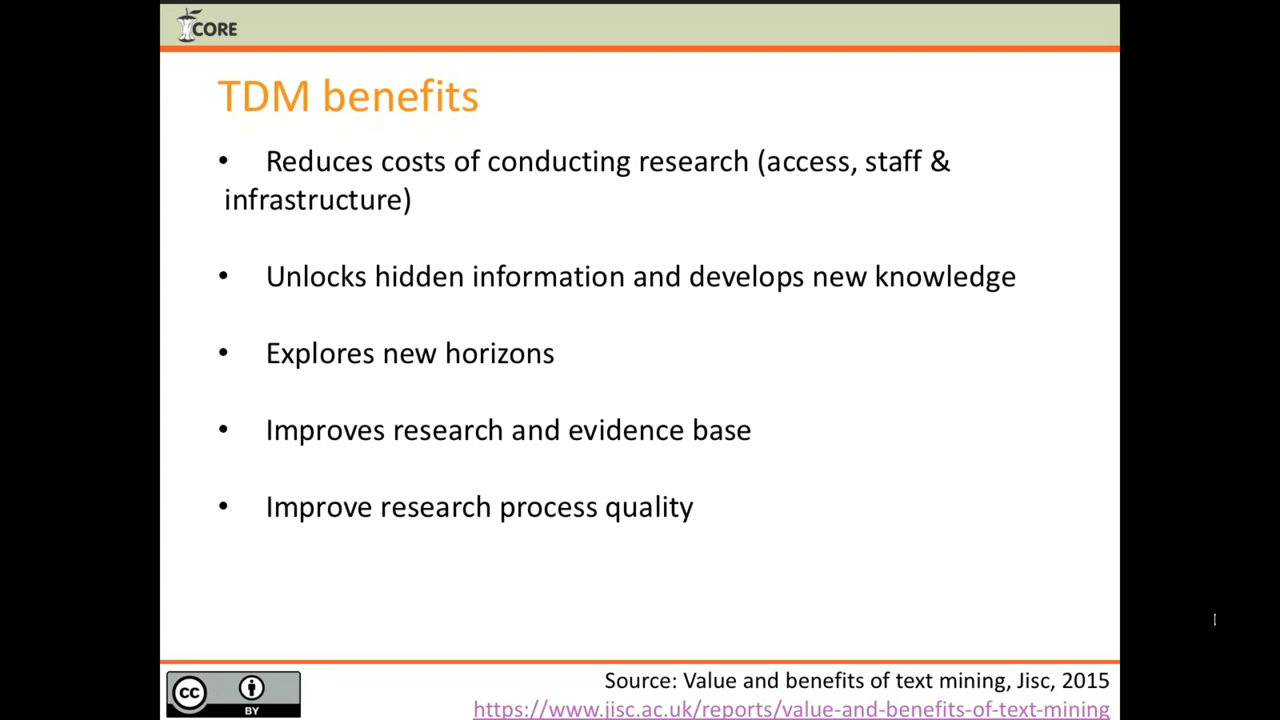 CORE
TDM benefits
• Reduces costs of conducting research (access, staff &
infrastructure)
• Unlocks hidden information and develops new knowledge
• Explores new horizons
• Improves research and evidence base
• Improve research process quality
cc
BY
Source: Value and benefits of text mining, Jisc, 2015
https://www.jisc.ac.uk/reports/value-and-benefits-of-text-mining